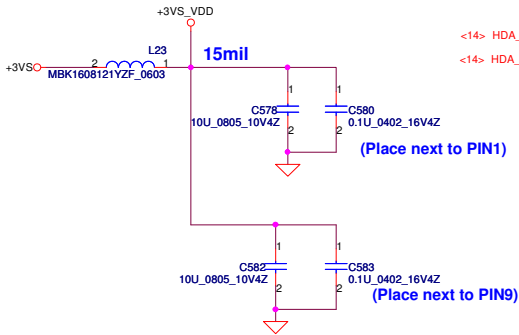 +3VS_VDD
<14> HDA_
L23
15mil
+3VS
2
1
<14> HDA_
MBK1608121YZF_0603
1
1
C578
C580
10U_0805_10V4Z
0.1U_0402_16V4Z
2
2
(Place next to PIN1)
1
1
C582
C583
10U_0805_10V4Z
0.1U_0402_16V4Z
2
2
(Place next to PIN9)